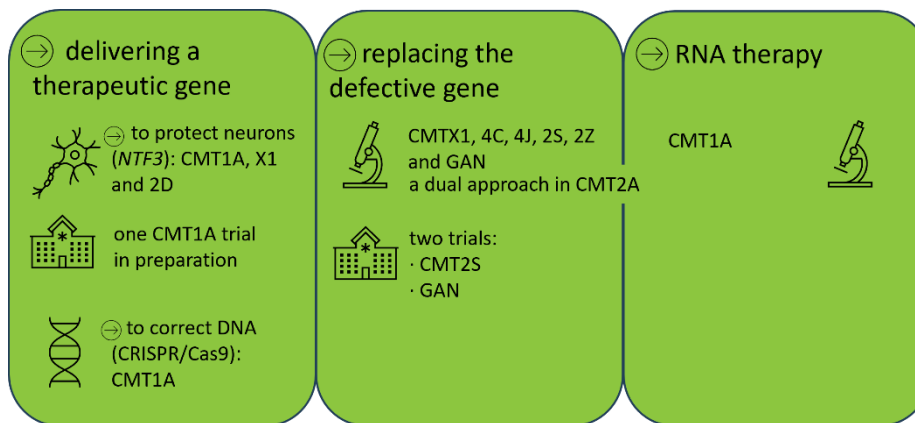 → delivering a
therapeutic gene
→ to protect neurons
(NTF3): CMT1A, X1
and 2D
one CMT1A trial
in preparation
→ to correct DNA
(CRISPR/Cas9):
CMT1A
→ replacing the
defective gene
CMTX1, 4C, 4J, 2S, 2Z
and GAN
a dual approach in CMT2A
two trials:
· CMT2S
· GAN
→ RNA therapy
CMT1A